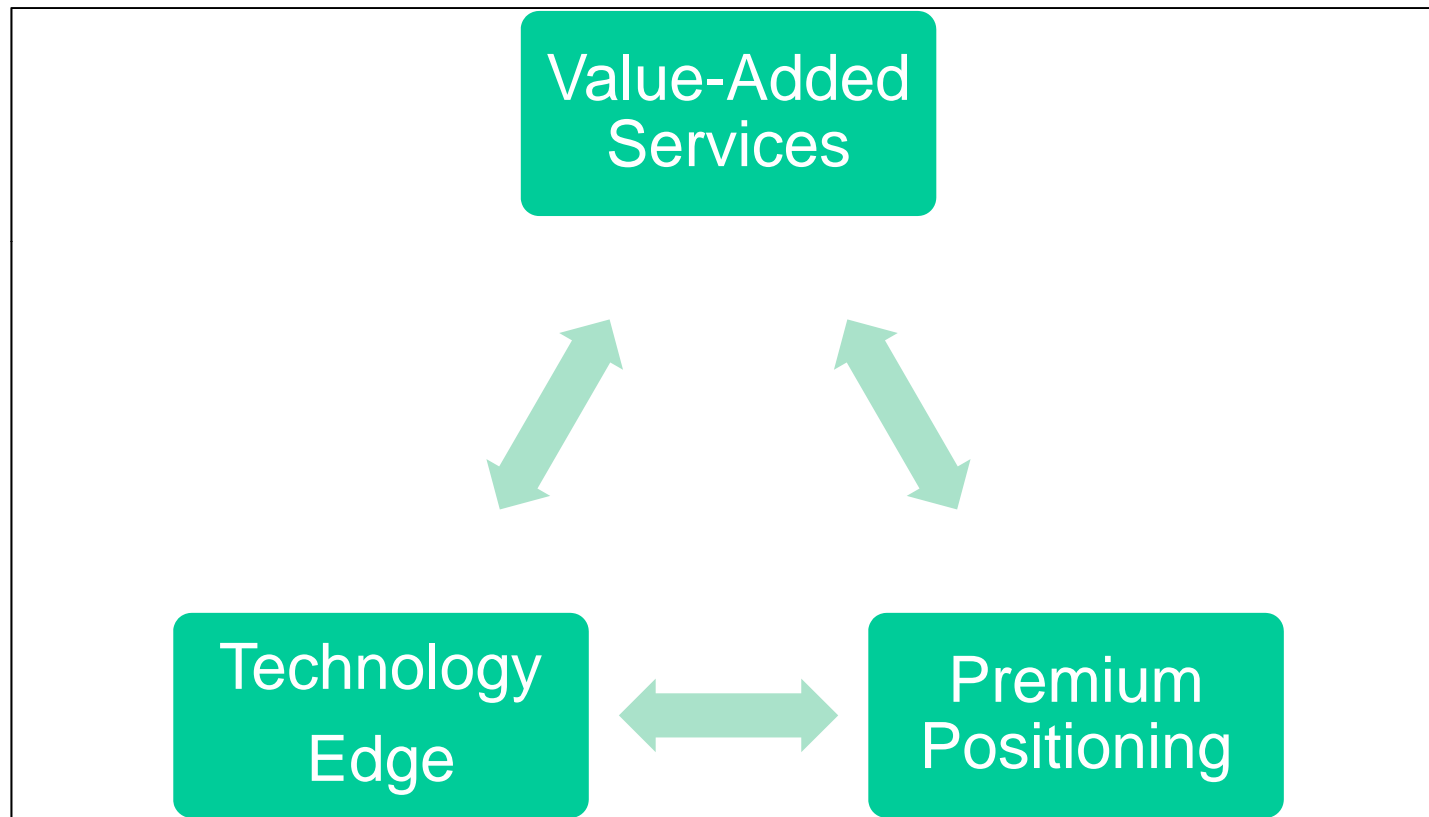 Value-Added
Services
Technology
Edge
Premium
Positioning